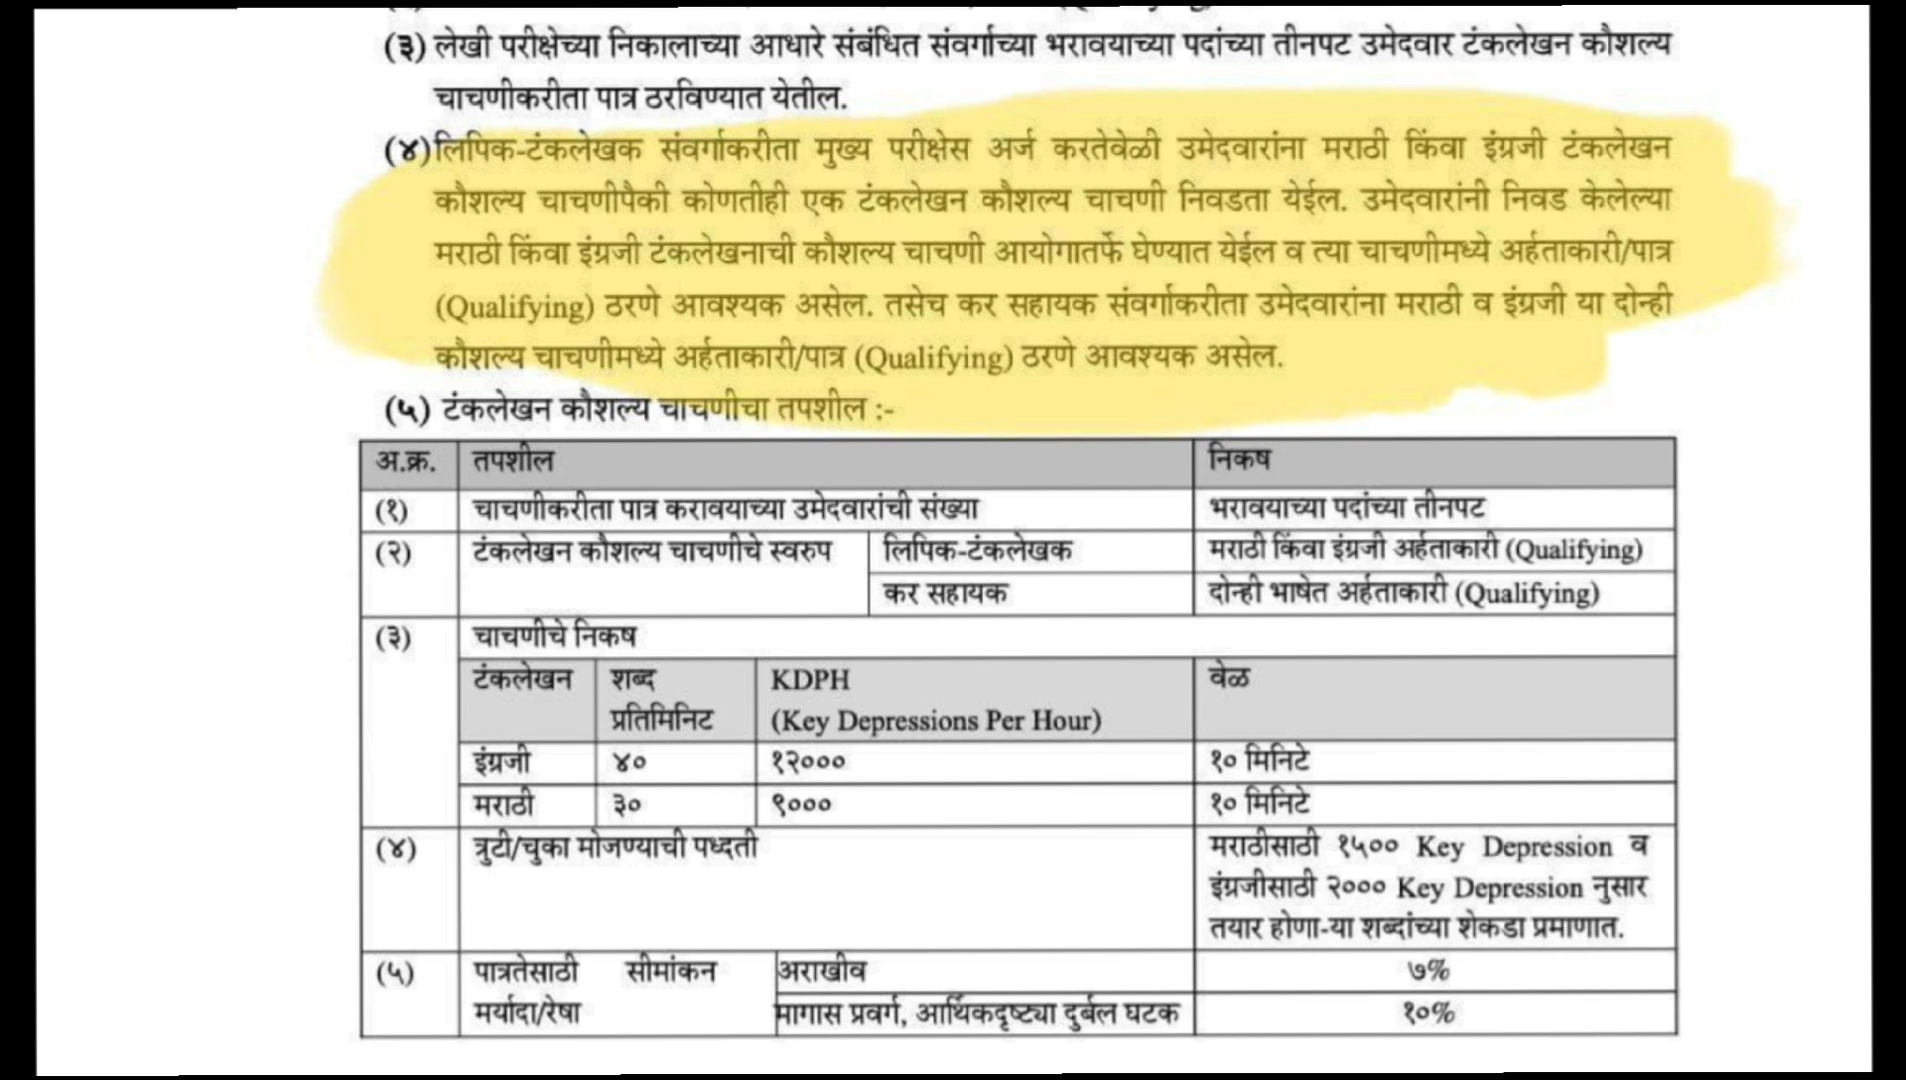 (३) लेखी परीक्षेच्या निकालाच्या आधारे संबंधित संवर्गाच्या भरावयाच्या पदांच्या तीनपट उमेदवार टंकलेखन कौशल्य
चाचणीकरीता पात्र ठरविण्यात येतील.
(४)लिपिक-टंकलेखक संवर्गाकरीता मुख्य परीक्षेस अर्ज करतेवेळी उमेदवारांना मराठी किंवा इंग्रजी टंकलेखन
कौशल्य चाचणीपैकी कोणतीही एक टंकलेखन कौशल्य चाचणी निवडता येईल. उमेदवारांनी निवड केलेल्या
मराठी किंवा इंग्रजी टंकलेखनाची कौशल्य चाचणी आयोगातर्फे घेण्यात येईल व त्या चाचणीमध्ये अर्हताकारी/पात्र
(Qualifying) ठरणे आवश्यक असेल. तसेच कर सहायक संवर्गाकरीता उमेदवारांना मराठी व इंग्रजी या दोन्ही
कौशल्य चाचणीमध्ये अर्हताकारी/पात्र (Qualifying) ठरणे आवश्यक असेल.
(५) टंकलेखन कौशल्य चाचणीचा तपशील :-
अ.क्र. तपशील निकष
(१) चाचणीकरीता पात्र करावयाच्या उमेदवारांची संख्या भरावयाच्या पदांच्या तीनपट
(२) टंकलेखन कौशल्य चाचणीचे स्वरुप लिपिक-टंकलेखक मराठी किंवा इंग्रजी अर्हताकारी (Qualifying)
कर सहायक दोन्ही भाषेत अर्हताकारी (Qualifying)
(३) चाचणीचे निकष
टंकलेखन शब्द KDPH वेळ
प्रतिमिनिट (Key Depressions Per Hour)
इंग्रजी ४० १२००० १० मिनिटे
मराठी ३० ९००० १० मिनिटे
(४) त्रुटी/चुका मोजण्याची पध्दती मराठीसाठी १५०० Key Depression व
इंग्रजीसाठी २००० Key Depression नुसार
तयार होणा-या शब्दांच्या शेकडा प्रमाणात.
(५) पात्रतेसाठी सीमांकन अराखीव ७%
मर्यादा/रेषा मागास प्रवर्ग, आर्थिकदृष्ट्या दुर्बल घटक १०%